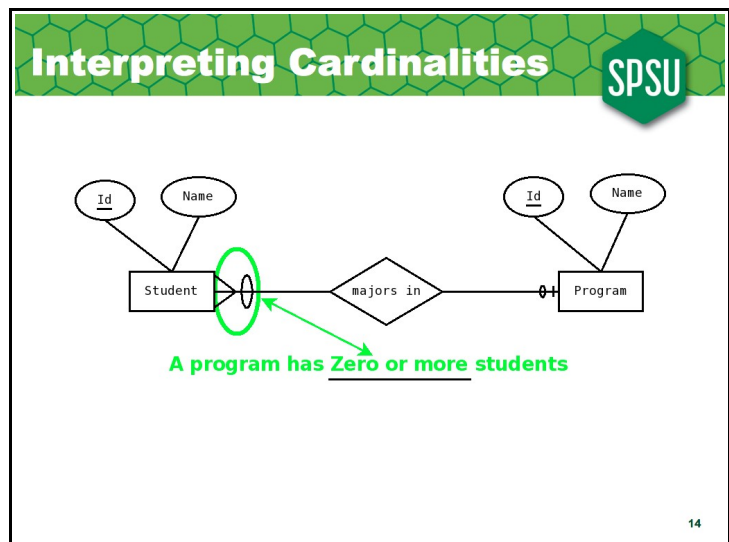 Interpreting Cardinalities
SPSU
Id
Name
Id
Name
Student
majors in
Program
A program has Zero or more students
14